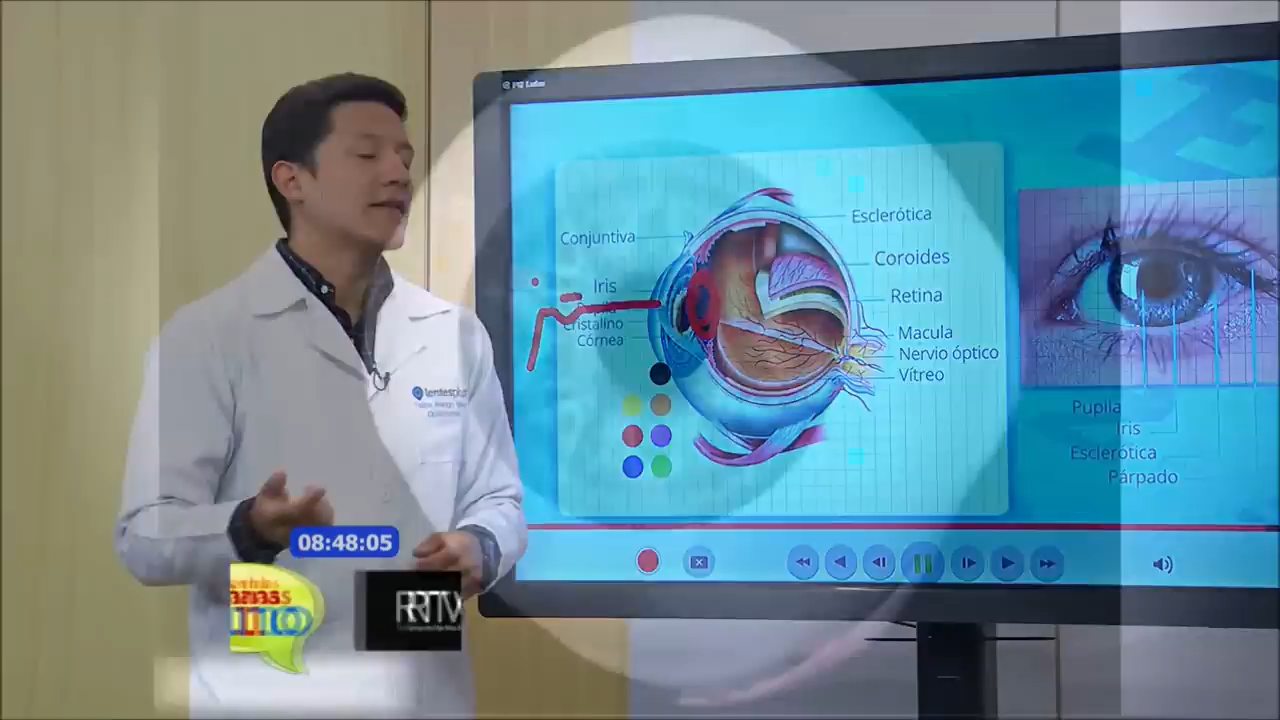 Conjuntiva
Iris
Pupila
Cristalino
Córnea
Esclerótica
Coroides
Retina
Macula
Nervio óptico
Vítreo
Pupila
Iris
Esclerótica
Párpado
08:48:05
RRTV